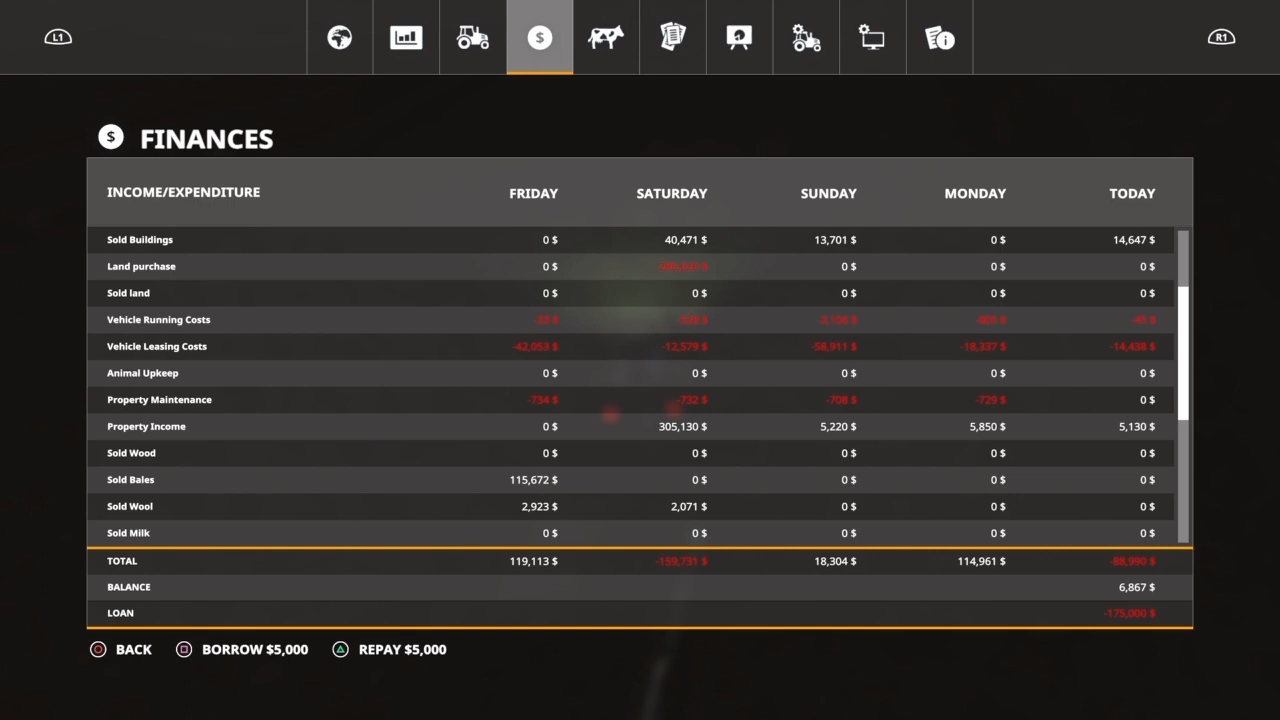 L1 $ R1
$ FINANCES
INCOME/EXPENDITURE FRIDAY SATURDAY SUNDAY MONDAY TODAY
Sold Buildings 0 $ 40,471 $ 13,701 $ 0 $ 14,647 $
Land purchase 0 $ 0 $ 0 $ 0 $
Sold land 0 $ 0 $ 0 $ 0 $ 0 $
Vehicle Running Costs
Vehicle Leasing Costs -42,053 $ -12,579 $ -58,911 $ -18,337 $ -14,438 $
Animal Upkeep 0 $ 0 $ 0 $ 0 $ 0 $
Property Maintenance -734 $ -732 $ -708 $ -729 $ 0 $
Property Income 0 $ 305,130 $ 5,220 $ 5,850 $ 5,130 $
Sold Wood 0 $ 0 $ 0 $ 0 $ 0 $
Sold Bales 115,672 $ 0 $ 0 $ 0 $ 0 $
Sold Wool 2,923 $ 2,071 $ 0 $ 0 $ 0 $
Sold Milk 0 $ 0 $ 0 $ 0 $ 0 $
TOTAL 119,113 $ -159,731 $ 18,304 $ 114,961 $ -88,990 $
BALANCE 6,867 $
LOAN -175,000 $
BACK BORROW $5,000 REPAY $5,000